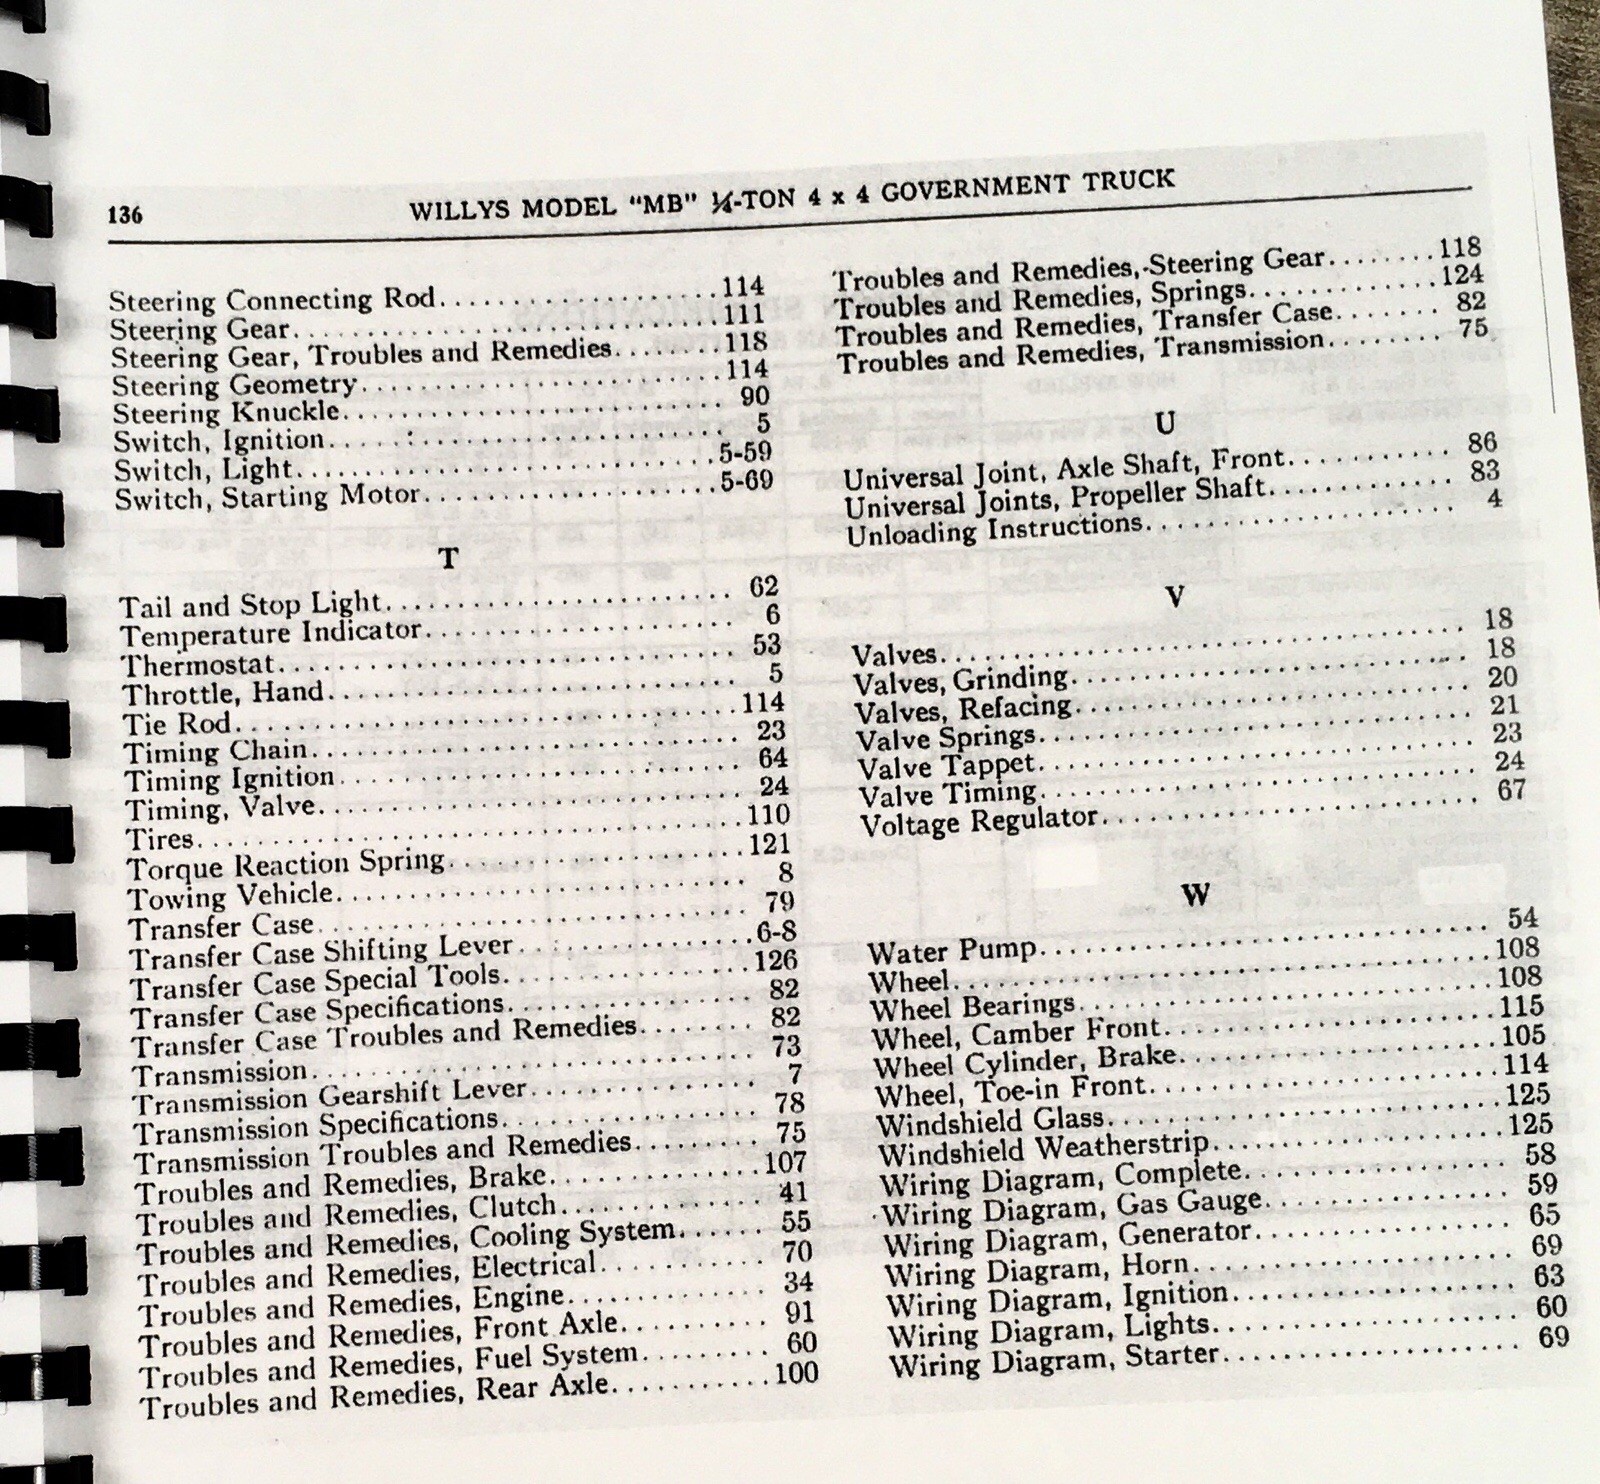 136
WILLYS MODEL "MB" ¼-TON 4 x 4 GOVERNMENT TRUCK
Steering Connecting Rod....................114
Steering Gear..............................111
Steering Gear, Troubles and Remedies........118
Steering Geometry..........................114
Steering Knuckle........................... 90
Switch, Ignition........................... 5
Switch, Light..............................5-59
Switch, Starting Motor.....................5-69
T
Tail and Stop Light........................ 62
Temperature Indicator...................... 6
Thermostat................................. 53
Throttle, Hand............................. 5
Tie Rod....................................114
Timing Chain............................... 23
Timing Ignition............................ 64
Timing, Valve.............................. 24
Tires......................................110
Torque Reaction Spring.....................121
Towing Vehicle............................. 8
Transfer Case.............................. 79
Transfer Case Shifting Lever................6-8
Transfer Case Special Tools................126
Transfer Case Specifications............... 82
Transfer Case Troubles and Remedies........ 82
Transmission............................... 73
Transmission Gearshift Lever............... 7
Transmission Specifications................ 78
Transmission Troubles and Remedies......... 75
Troubles and Remedies, Brake...............107
Troubles and Remedies, Clutch.............. 41
Troubles and Remedies, Cooling System...... 55
Troubles and Remedies, Electrical.......... 70
Troubles and Remedies, Engine.............. 34
Troubles and Remedies, Front Axle.......... 91
Troubles and Remedies, Fuel System......... 60
Troubles and Remedies, Rear Axle...........100
Troubles and Remedies, Steering Gear........118
Troubles and Remedies, Springs.............124
Troubles and Remedies, Transfer Case....... 82
Troubles and Remedies, Transmission........ 75
U
Universal Joint, Axle Shaft, Front........... 86
Universal Joints, Propeller Shaft............ 83
Unloading Instructions..................... 4
V
Valves..................................... 18
Valves, Grinding........................... 18
Valves, Refacing........................... 20
Valve Springs.............................. 21
Valve Tappet............................... 23
Valve Timing............................... 24
Voltage Regulator.......................... 67
W
Water Pump................................. 54
Wheel......................................108
Wheel Bearings.............................108
Wheel, Camber Front........................115
Wheel Cylinder, Brake......................105
Wheel, Toe-in Front........................114
Windshield Glass...........................125
Windshield Weatherstrip....................125
Wiring Diagram, Complete................... 58
Wiring Diagram, Gas Gauge.................. 59
Wiring Diagram, Generator.................. 65
Wiring Diagram, Horn....................... 69
Wiring Diagram, Ignition................... 63
Wiring Diagram, Lights..................... 60
Wiring Diagram, Starter.................... 69